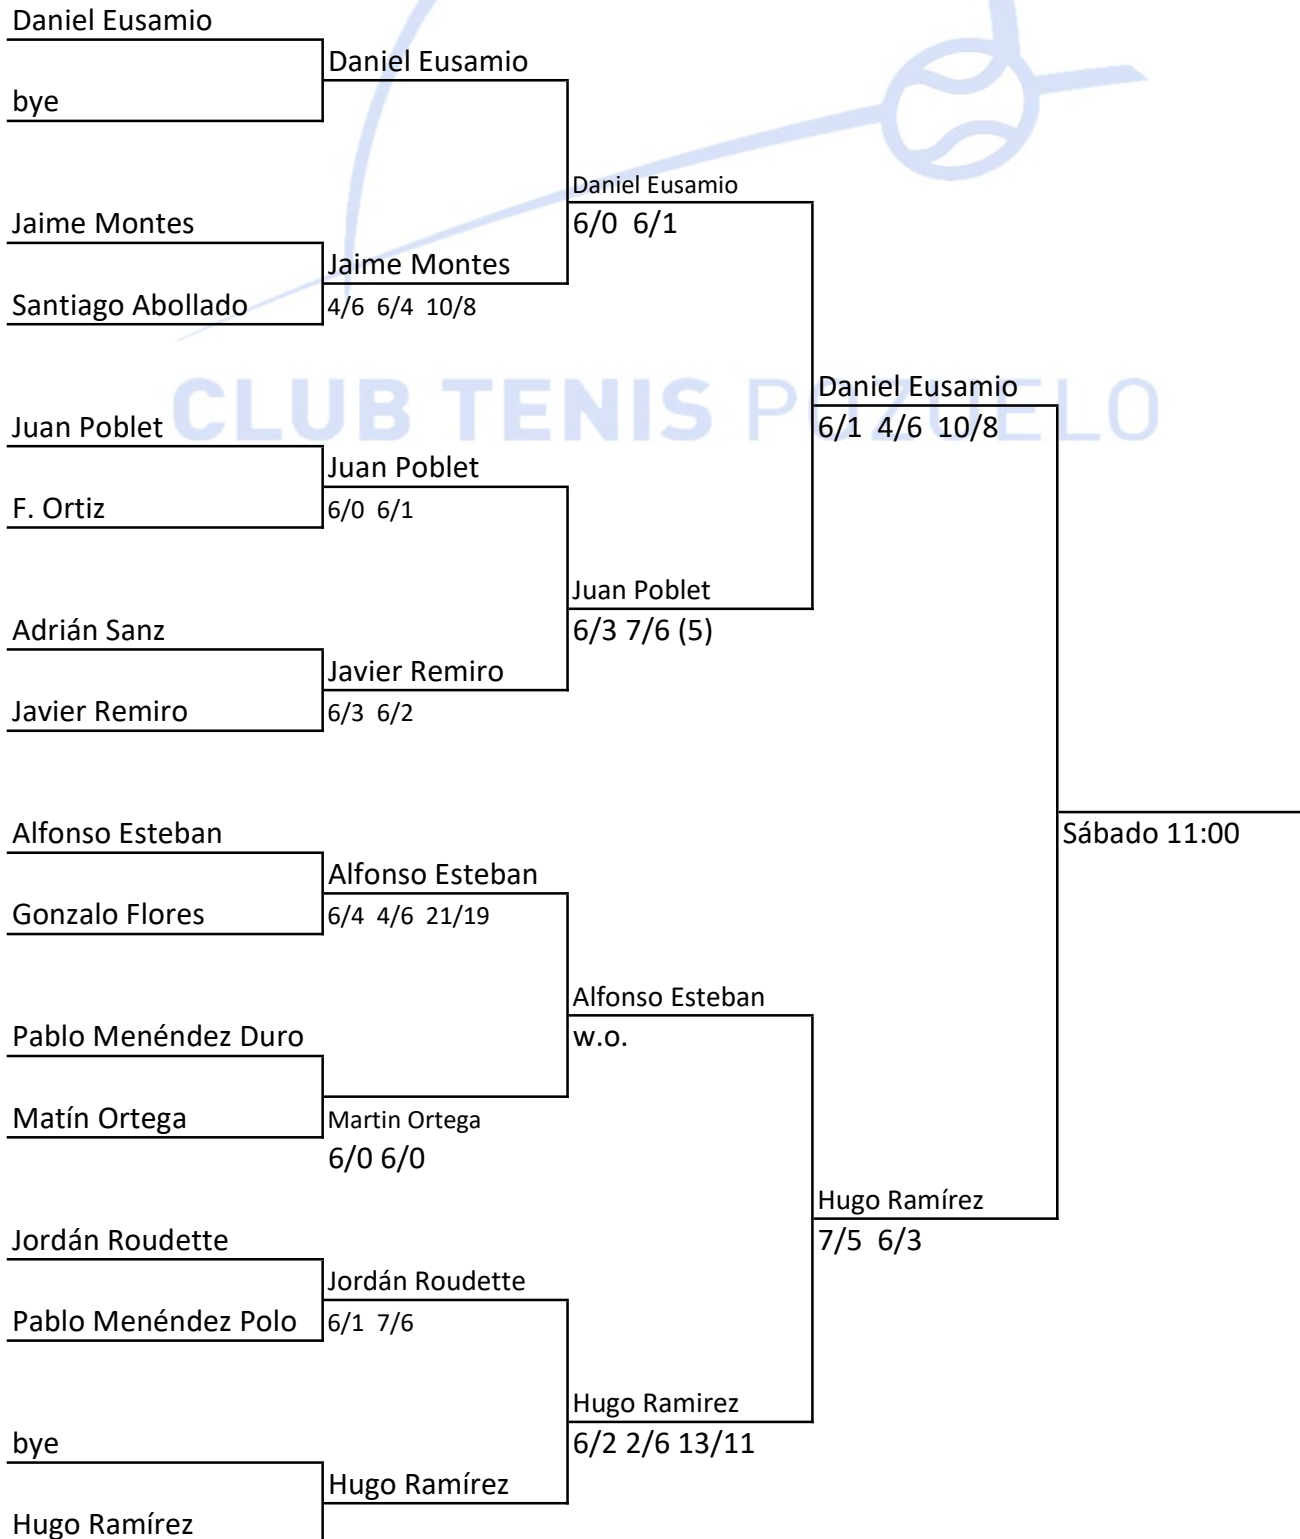 Daniel Eusamio
Daniel Eusamio
bye
Daniel Eusamio
6/0 6/1
Jaime Montes
Jaime Montes
Santiago Abollado
4/6 6/4 10/8
CLUB TENIS POZUELO
Daniel Eusamio
6/1 4/6 10/8
Juan Poblet
Juan Poblet
F. Ortiz
6/0 6/1
Juan Poblet
6/3 7/6 (5)
Adrián Sanz
Javier Remiro
Javier Remiro
6/3 6/2
Alfonso Esteban
Sábado 11:00
Alfonso Esteban
Gonzalo Flores
6/4 4/6 21/19
Alfonso Esteban
w.o.
Pablo Menéndez Duro
Matín Ortega
Martin Ortega
6/0 6/0
Hugo Ramírez
7/5 6/3
Jordán Roudette
Jordán Roudette
Pablo Menéndez Polo
6/1 7/6
Hugo Ramirez
6/2 2/6 13/11
bye
Hugo Ramírez
Hugo Ramírez